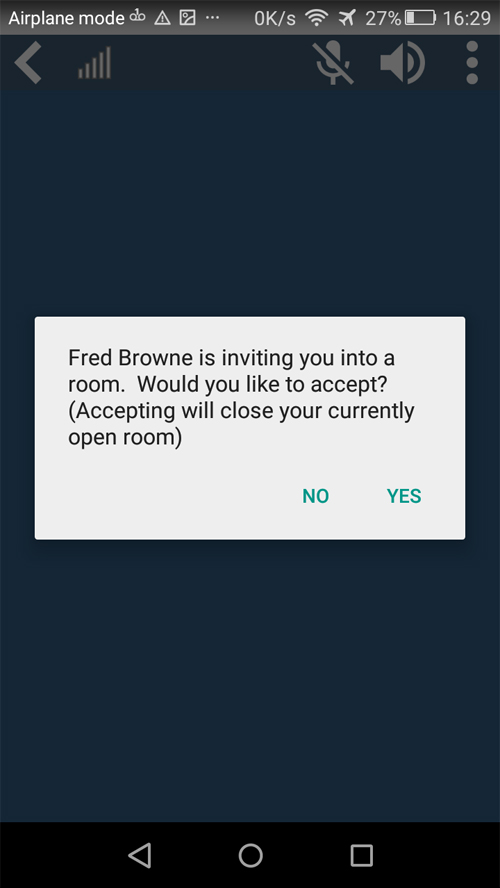 Airplane mode ... 0K/s 27% 16:29
Fred Browne is inviting you into a
room.  Would you like to accept?
(Accepting will close your currently
open room)
NO YES